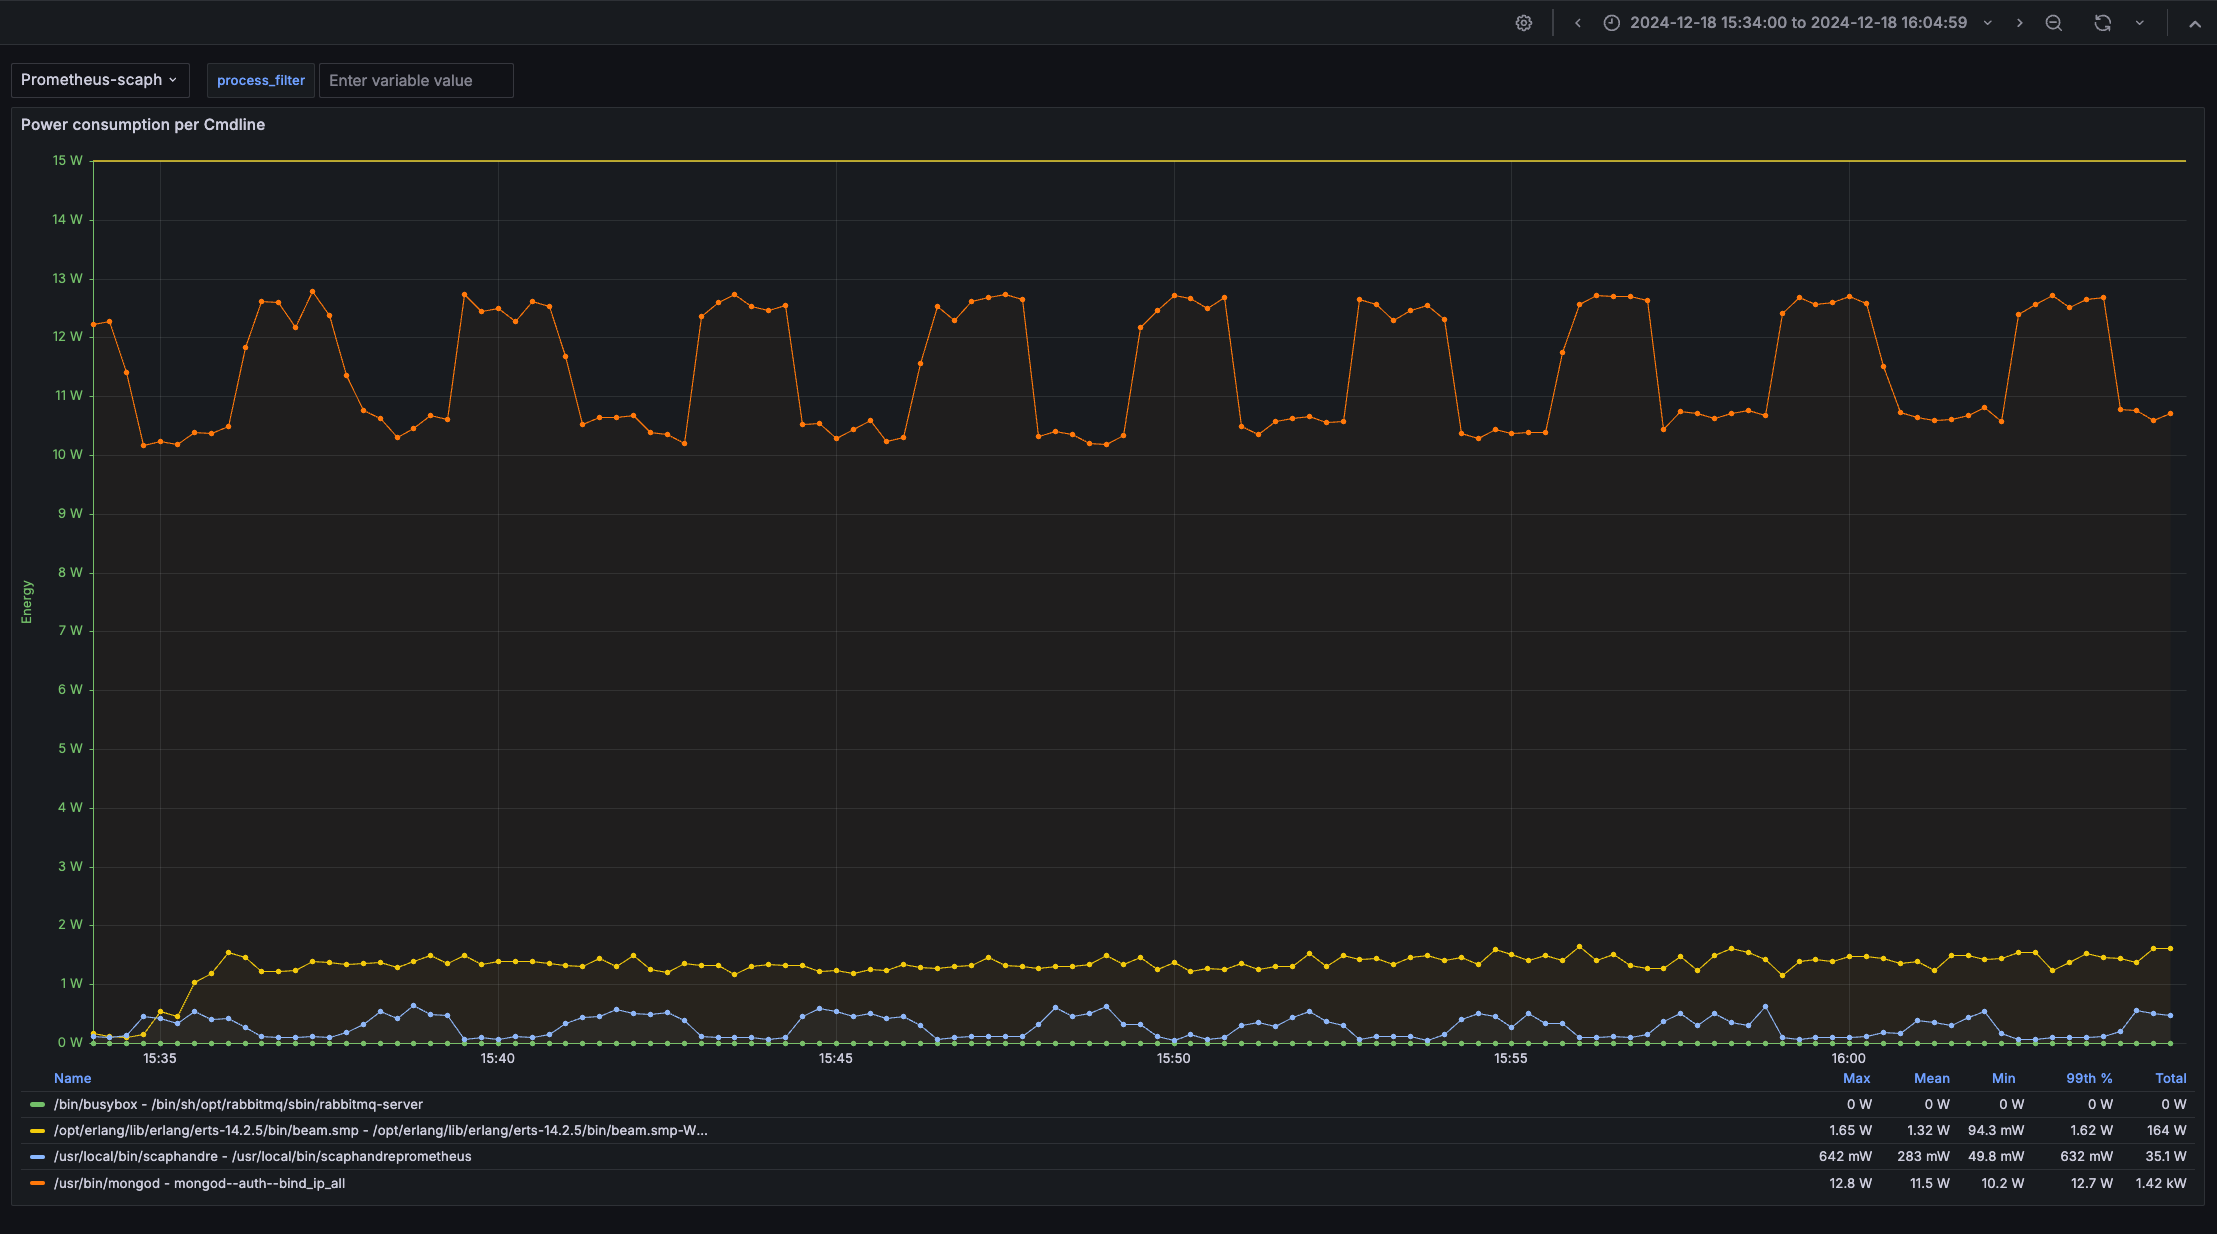 2024-12-18 15:34:00 to 2024-12-18 16:04:59
Prometheus-scaph process_filter Enter variable value
Power consumption per Cmdline
15 W
14 W
13 W
12 W
11 W
10 W
9 W
8 W
7 W
6 W
5 W
4 W
3 W
2 W
1 W
0 W
Energy
15:35 15:40 15:45 15:50 15:55 16:00
Name Max Mean Min 99th % Total
/bin/busybox - /bin/sh/opt/rabbitmq/sbin/rabbitmq-server 0 W 0 W 0 W 0 W 0 W
/opt/erlang/lib/erlang/erts-14.2.5/bin/beam.smp - /opt/erlang/lib/erlang/erts-14.2.5/bin/beam.smp-W... 1.65 W 1.32 W 94.3 mW 1.62 W 164 W
/usr/local/bin/scaphandre - /usr/local/bin/scaphandreprometheus 642 mW 283 mW 49.8 mW 632 mW 35.1 W
/usr/bin/mongod - mongod--auth--bind_ip_all 12.8 W 11.5 W 10.2 W 12.7 W 1.42 kW